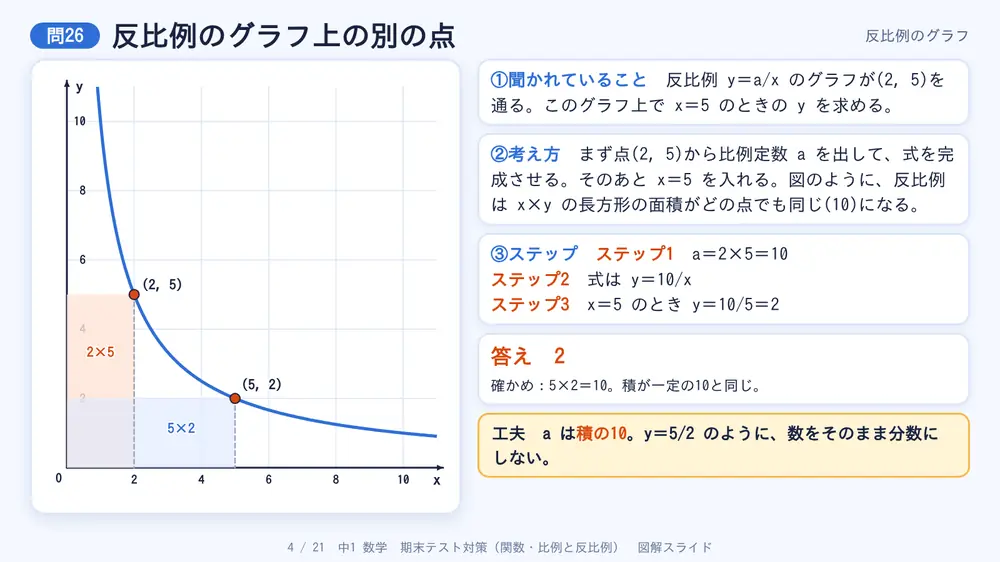 問26 反比例のグラフ上の別の点
反比例のグラフ
y
10
8
6
4
2
0
2
4
6
8
10
x
(2, 5)
(5, 2)
2×5
5×2
①聞かれていること 反比例 y=a/x のグラフが(2, 5)を
通る。このグラフ上で x=5 のときの y を求める。
②考え方 まず点(2, 5)から比例定数 a を出して、式を完
成させる。そのあと x=5 を入れる。図のように、反比例
は x×y の長方形の面積がどの点でも同じ(10)になる。
③ステップ ステップ1 a=2×5=10
ステップ2 式は y=10/x
ステップ3 x=5 のとき y=10/5=2
答え 2
確かめ：5×2=10。積が一定の10と同じ。
工夫 a は積の10。y=5/2 のように、数をそのまま分数に
しない。
4 / 21 中1 数学 期末テスト対策（関数・比例と反比例） 図解スライド